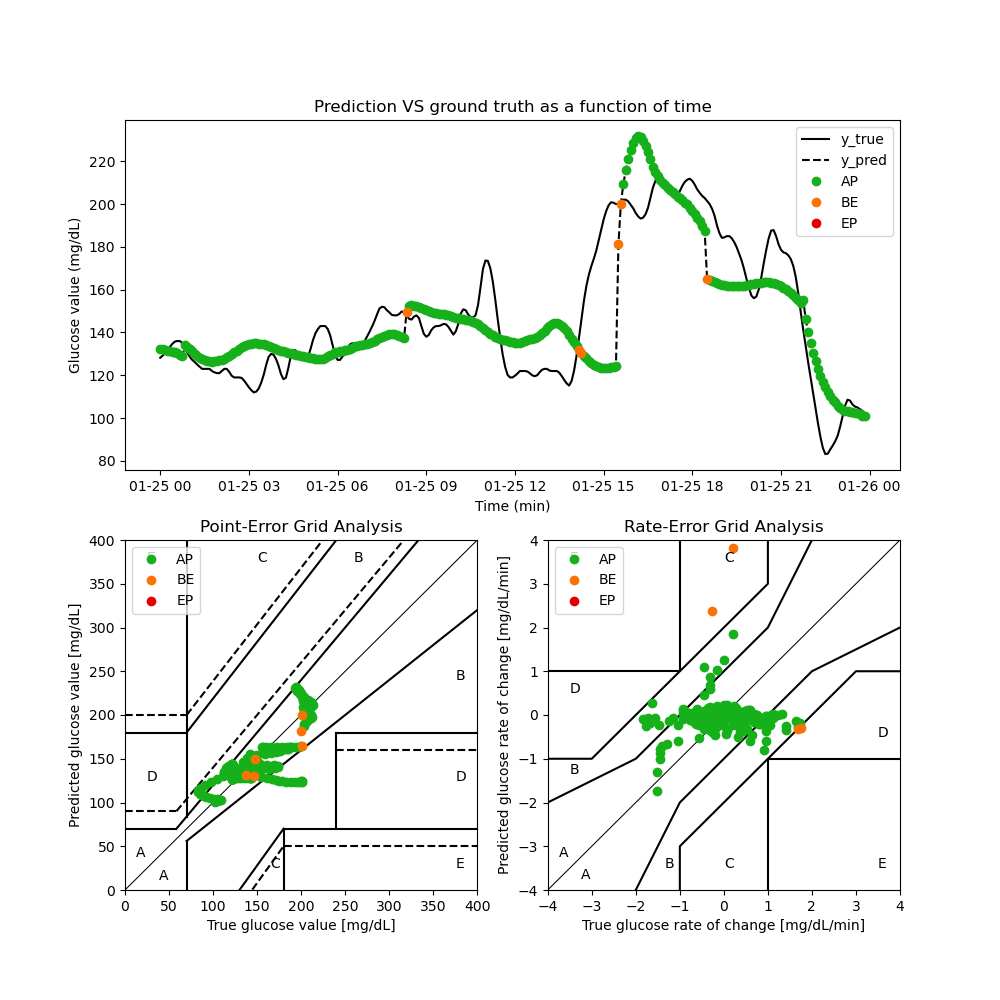 Prediction VS ground truth as a function of time
Glucose value (mg/dL)
220
200
180
160
140
120
100
80
y_true
y_pred
AP
BE
EP
01-25 00 01-25 03 01-25 06 01-25 09 01-25 12 01-25 15 01-25 18 01-25 21 01-26 00
Time (min)
Point-Error Grid Analysis
Predicted glucose value [mg/dL]
400
350
300
250
200
150
100
50
0
AP
BE
EP
C
B
B
D
D
A
A
C
E
0 50 100 150 200 250 300 350 400
True glucose value [mg/dL]
Rate-Error Grid Analysis
Predicted glucose rate of change [mg/dL/min]
4
3
2
1
0
−1
−2
−3
−4
AP
BE
EP
C
D
D
B
A
A
B
C
E
−4 −3 −2 −1 0 1 2 3 4
True glucose rate of change [mg/dL/min]